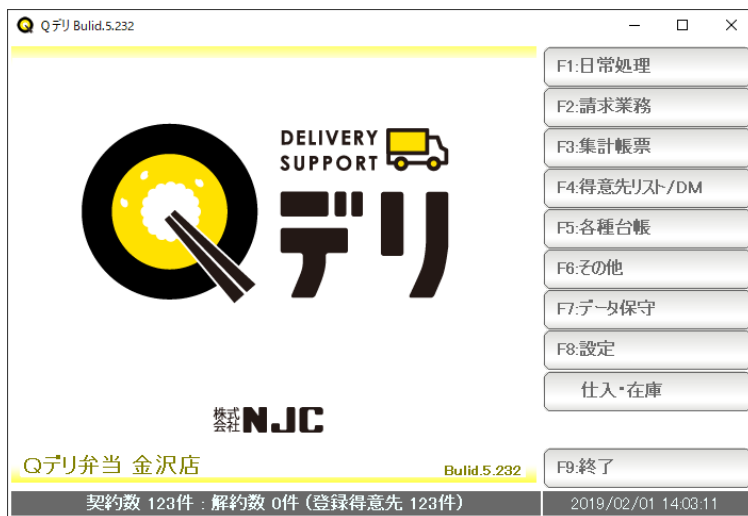 Qデリ Bulid.5.232
F1:日常処理
F2:請求業務
F3:集計帳票
F4:得意先リスト/DM
F5:各種台帳
F6:その他
F7:データ保守
F8:設定
仕入・在庫
F9:終了
DELIVERY
SUPPORT
Qデリ
株式会社NJC
Qデリ弁当 金沢店
Bulid.5.232
契約数 123件 : 解約数 0件 (登録得意先 123件)
2019/02/01 14:03:11